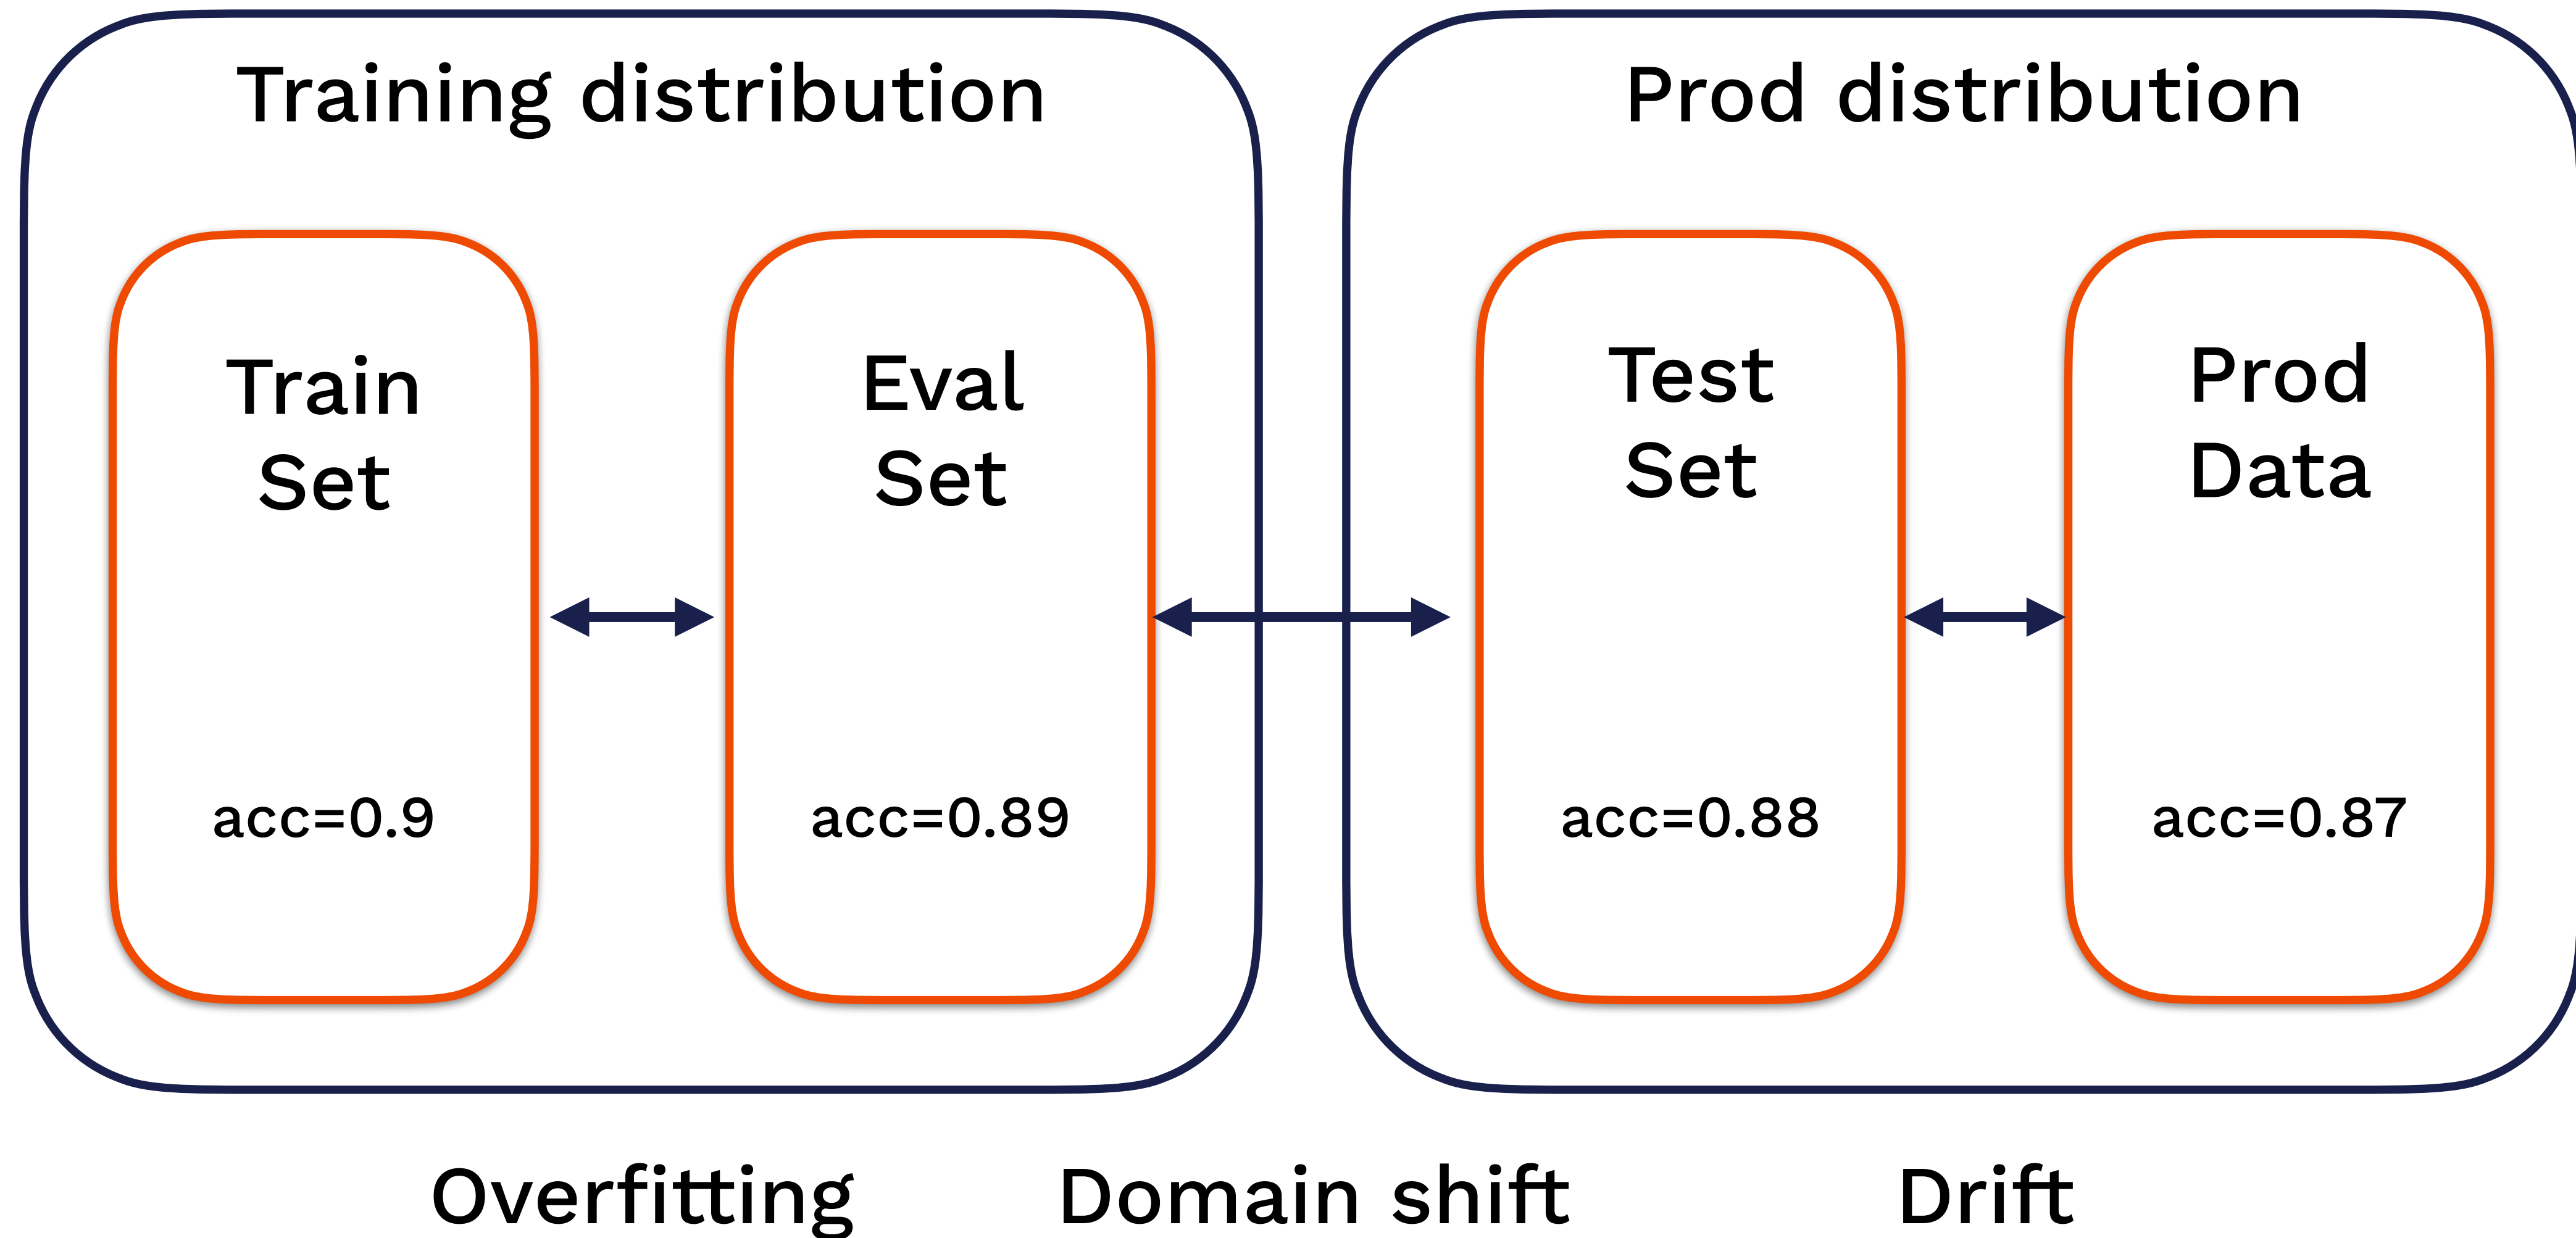 Training distribution
Prod distribution
Train
Set
Eval
Set
Test
Set
Prod
Data
acc=0.9
acc=0.89
acc=0.88
acc=0.87
Overfitting
Domain shift
Drift